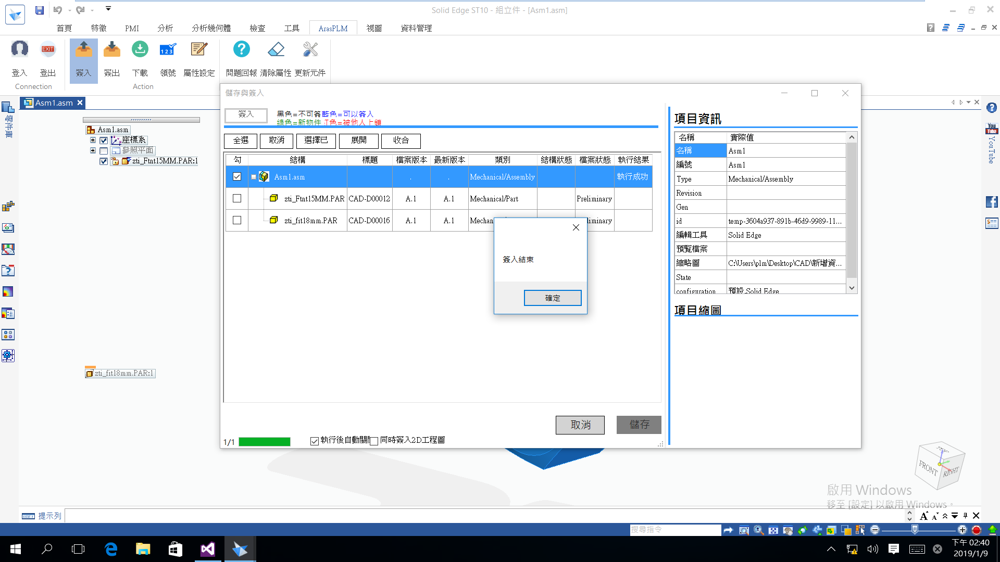 Solid Edge ST10 - 組立件 - [Asm1.asm]
首頁 特徵 PMI 分析 分析幾何體 檢查 工具 ArasPLM 視圖 資料管理
EXIT
1 2 3
登入 登出 簽入 簽出 下載 領號 屬性設定 問題回報 清除屬性 更新元件
Connection Action
Asm1.asm
零件庫
Asm1.asm
座標系
參照平面
zti_Ftnt15MM.PAR:1
zti_fit18mm.PAR:1
儲存與簽入
簽入
黑色=不可簽 藍色=可以簽入
綠色=新物件 紅色=被他人上鎖
全選 取消 選擇已 展開 收合
勾 結構 標題 檔案版本 最新版本 類別 結構狀態 檔案狀態 執行結果
Asm1.asm . . Mechanical/Assembly 執行成功
zti_Ftnt15MM.PAR CAD-D00012 A.1 A.1 Mechanical/Part Preliminary
zti_fit18mm.PAR CAD-D00016 A.1 A.1 Mechan liminary
簽入結束
確定
取消 儲存
1/1 執行後自動關閉 同時簽入2D工程圖
項目資訊
名稱 實際值
名稱 Asm1
編號 Asm1
Type Mechanical/Assembly
Revision
Gen
id temp-3604a937-891b-46d9-9989-11...
編輯工具 Solid Edge
預覽檔案
縮略圖 C:\Users\plm\Desktop\CAD\新增資...
State
configuration 預設,Solid Edge
項目縮圖
You Tube
YouTube
TOP
FRONT
RIGHT
啟用 Windows
移至 [設定] 以啟用 Windows。
提示列
搜尋指令
下午 02:40
2019/1/9